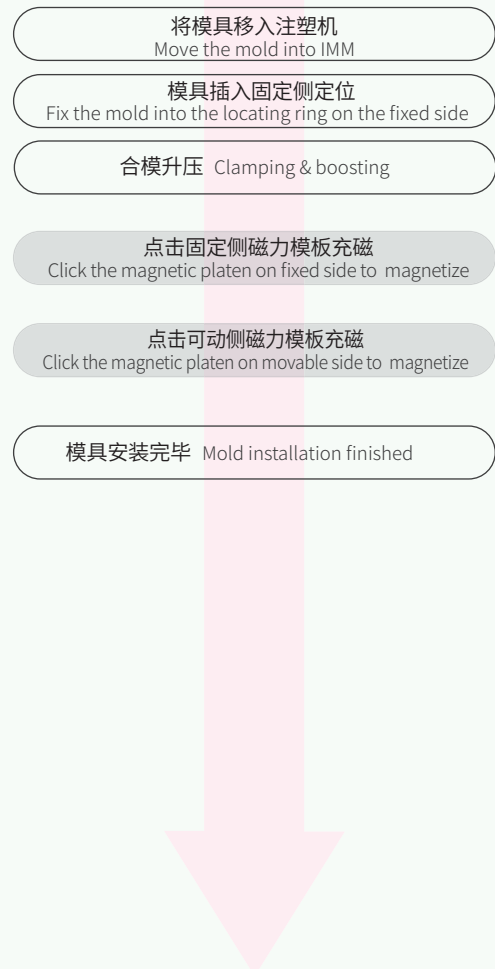 将模具移入注塑机
Move the mold into IMM
模具插入固定侧定位
Fix the mold into the locating ring on the fixed side
合模升压 Clamping & boosting
点击固定侧磁力模板充磁
Click the magnetic platen on fixed side to magnetize
点击可动侧磁力模板充磁
Click the magnetic platen on movable side to magnetize
模具安装完毕 Mold installation finished